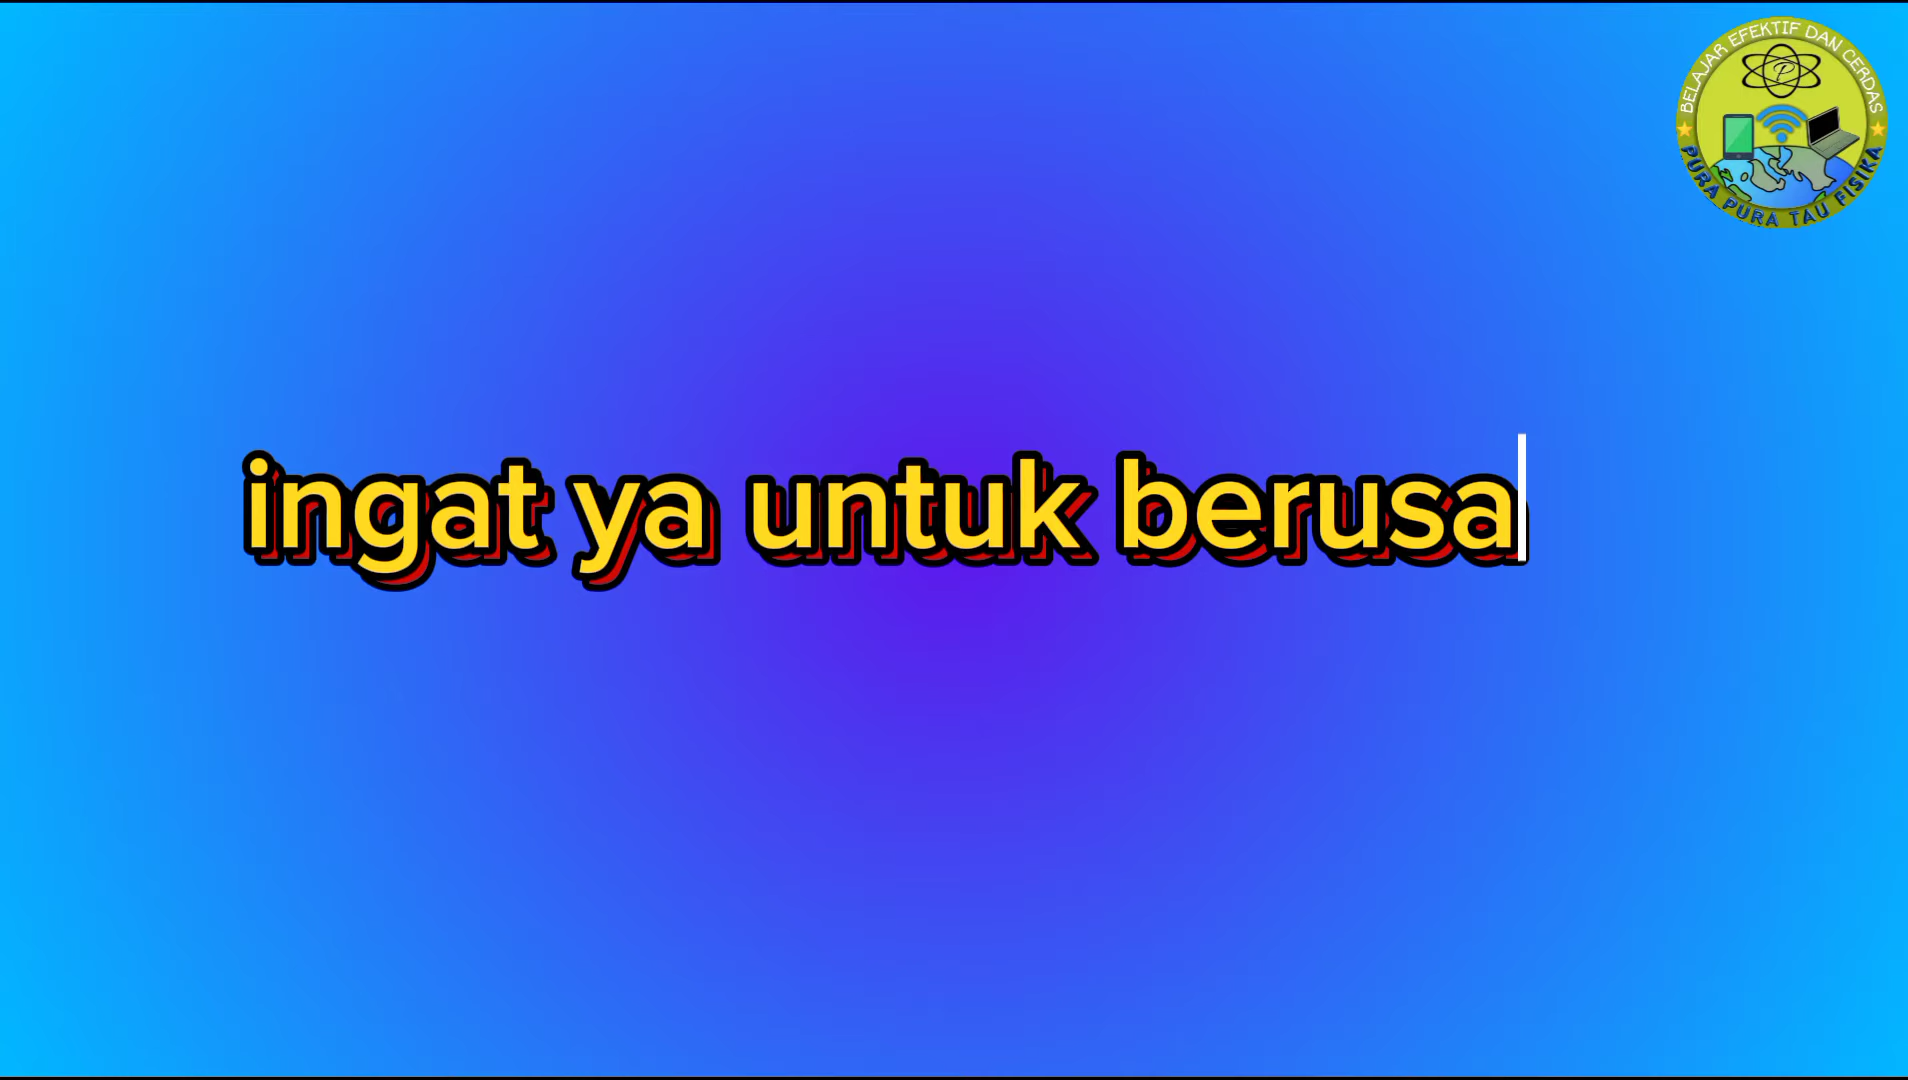 BELAJAR EFEKTIF DAN CERDAS
P
PURA PURA TAU FISIKA
ingat ya untuk berusa